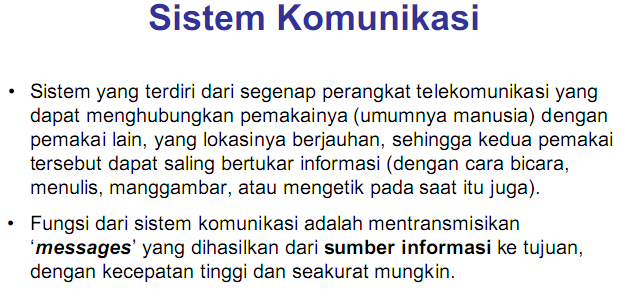 Sistem Komunikasi
• Sistem yang terdiri dari segenap perangkat telekomunikasi yang
dapat menghubungkan pemakainya (umumnya manusia) dengan
pemakai lain, yang lokasinya berjauhan, sehingga kedua pemakai
tersebut dapat saling bertukar informasi (dengan cara bicara,
menulis, manggambar, atau mengetik pada saat itu juga).
• Fungsi dari sistem komunikasi adalah mentransmisikan
‘messages’ yang dihasilkan dari sumber informasi ke tujuan,
dengan kecepatan tinggi dan seakurat mungkin.